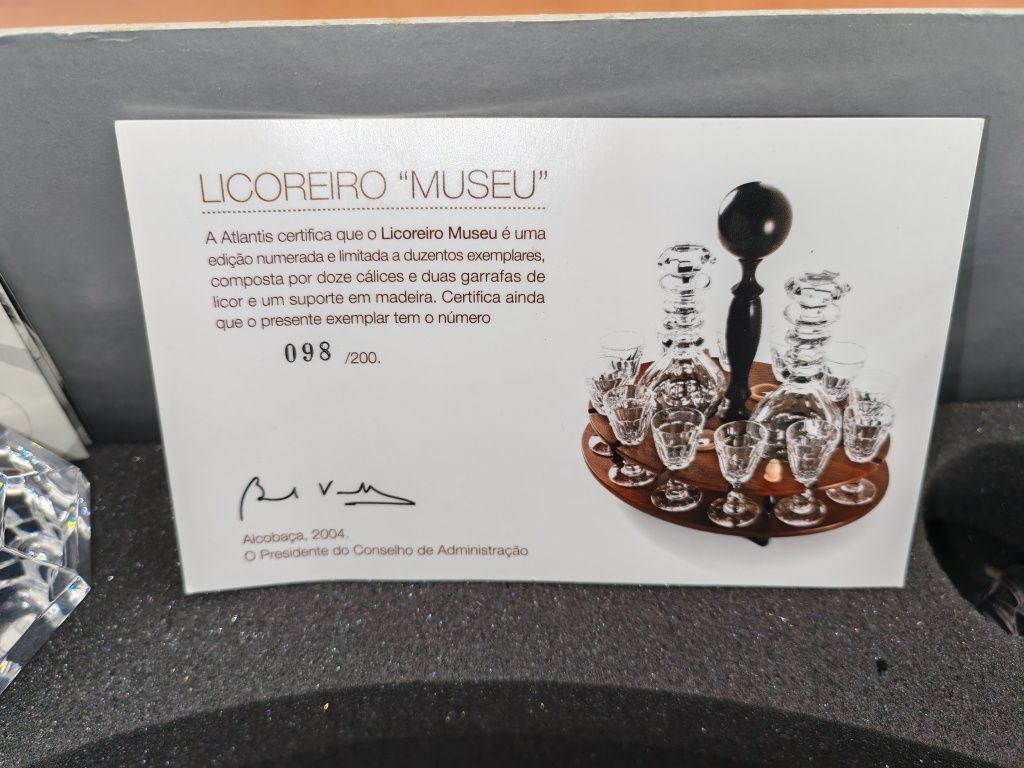 LICOREIRO “MUSEU”
A Atlantis certifica que o Licoreiro Museu é uma
edição numerada e limitada a duzentos exemplares,
composta por doze cálices e duas garrafas de
licor e um suporte em madeira. Certifica ainda
que o presente exemplar tem o número
098 /200.
Alcobaça, 2004.
O Presidente do Conselho de Administração